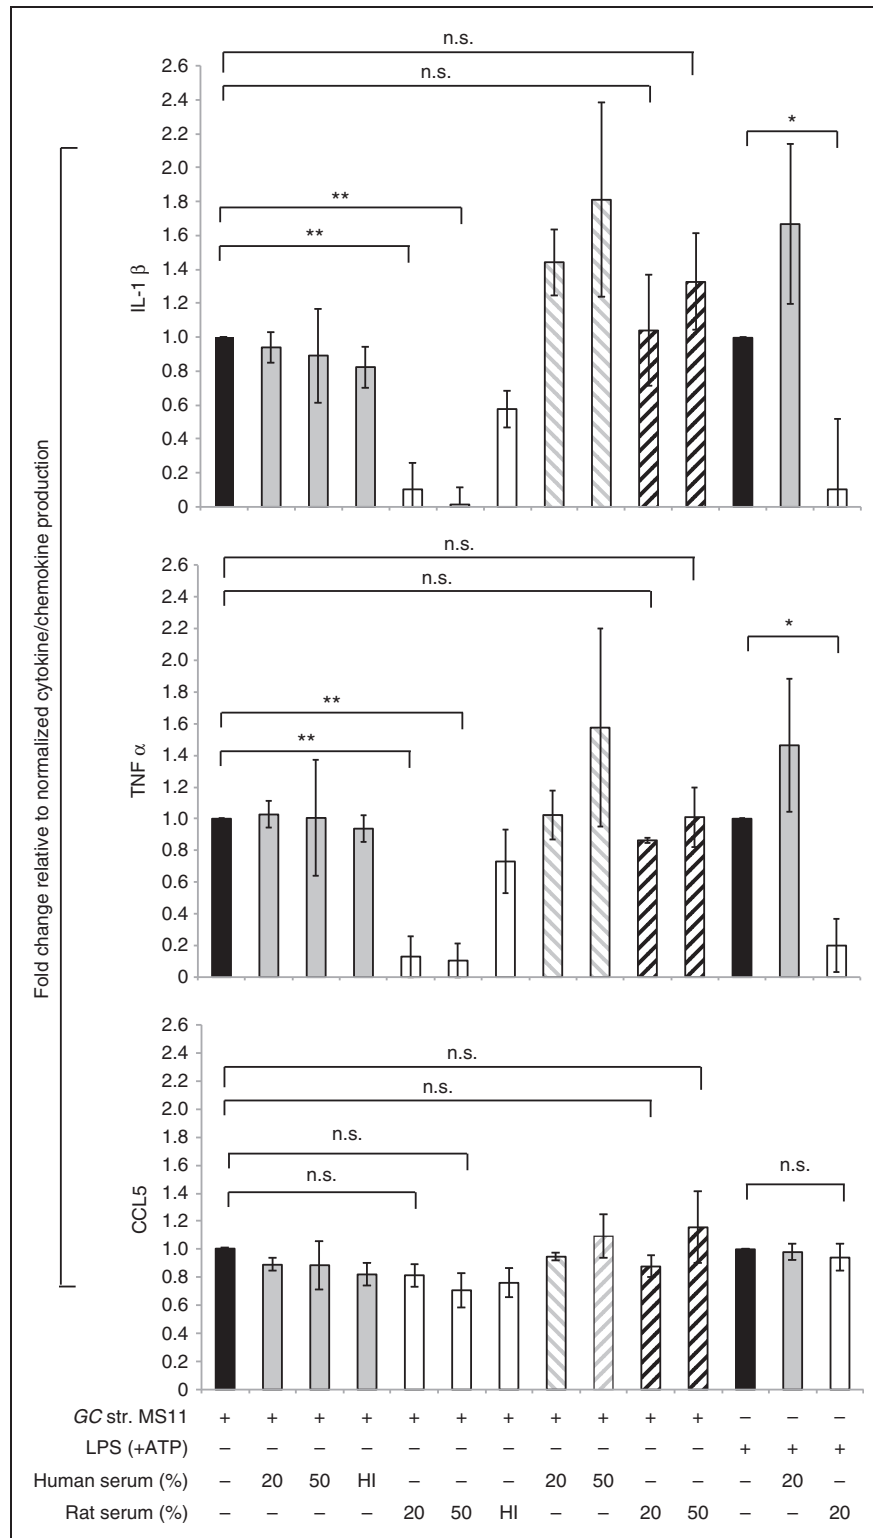 Fold change relative to normalized cytokine/chemokine production
IL-1 β
2.6
2.4
2.2
2.0
1.8
1.6
1.4
1.2
1.0
0.8
0.6
0.4
0.2
0
n.s.
n.s.
**
**
*
TNF α
2.6
2.4
2.2
2.0
1.8
1.6
1.4
1.2
1.0
0.8
0.6
0.4
0.2
0
n.s.
n.s.
**
**
*
CCL5
2.6
2.4
2.2
2.0
1.8
1.6
1.4
1.2
1.0
0.8
0.6
0.4
0.2
0
n.s.
n.s.
n.s.
n.s.
n.s.
GC str. MS11 + + + + + + + + + + + – – –
LPS (+ATP) – – – – – – – – – – – + + +
Human serum (%) – 20 50 HI – – – 20 50 – – – 20 –
Rat serum (%) – – – – 20 50 HI – – 20 50 – – 20